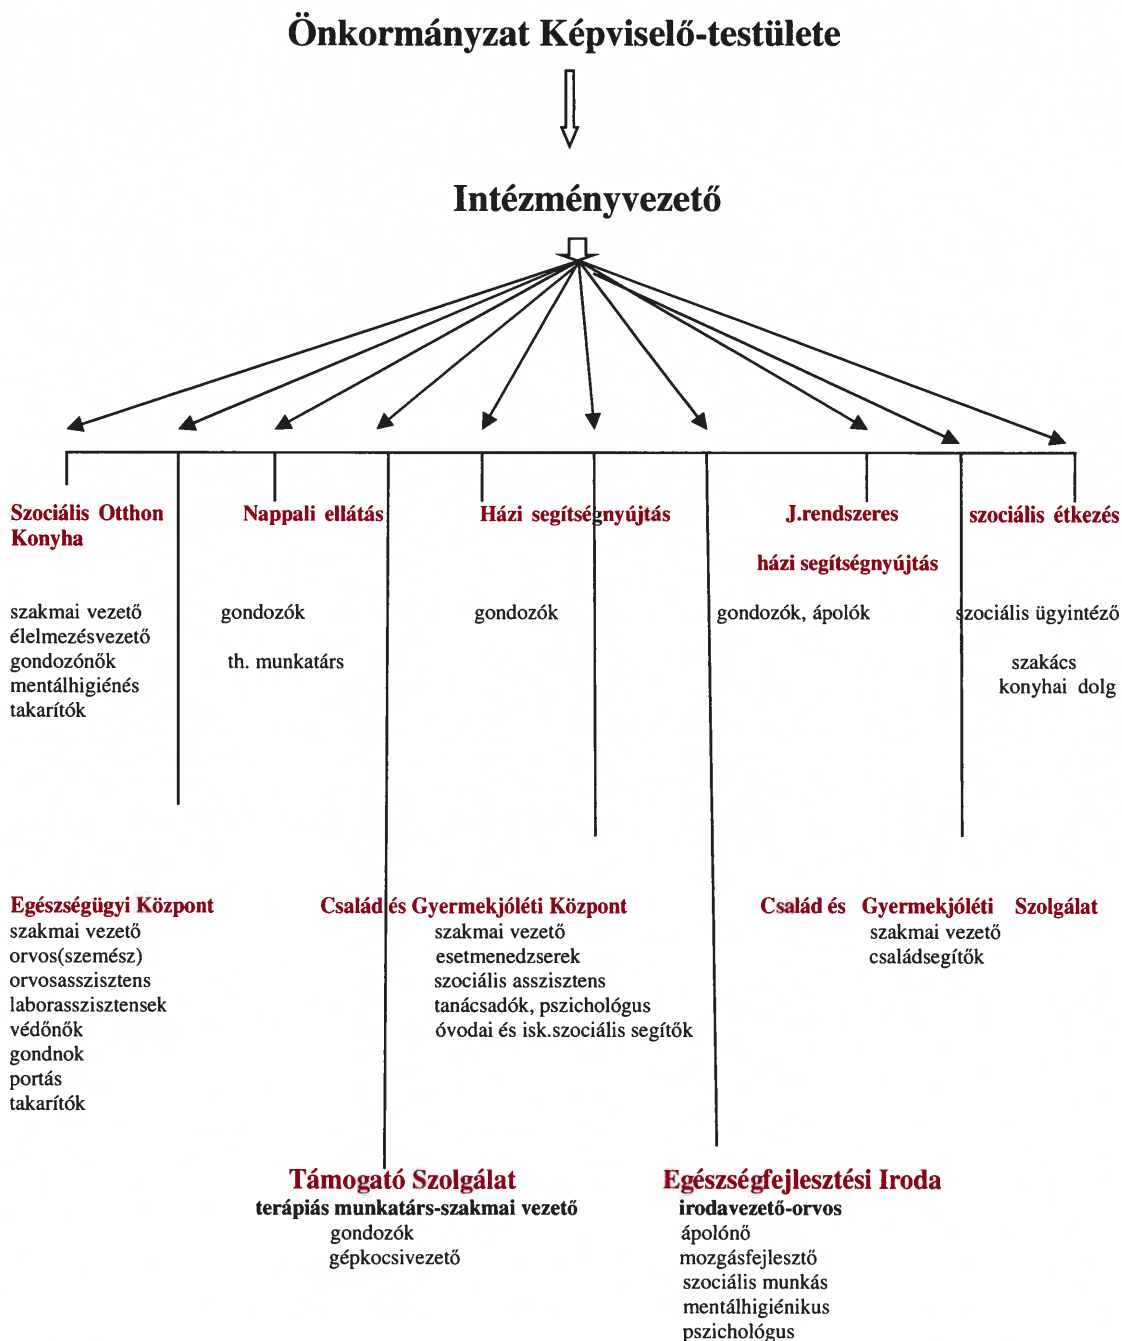 Önkormányzat Képviselő-testülete
Intézményvezető
Szociális Otthon
Konyha
szakmai vezető
élelmezésvezető
gondozónők
mentálhigiénés
takarítók
Nappali ellátás
gondozók
th. munkatárs
Házi segítségnyújtás
gondozók
J.rendszeres
házi segítségnyújtás
gondozók, ápolók
szociális étkezés
szociális ügyintéző
szakács
konyhai dolg
Egészségügyi Központ
szakmai vezető
orvos(szemész)
orvosasszisztens
laborasszisztensek
védőnők
gondnok
portás
takarítók
Család és Gyermekjóléti Központ
szakmai vezető
esetmenedzserek
szociális asszisztens
tanácsadók, pszichológus
óvodai és isk.szociális segítők
Család és Gyermekjóléti Szolgálat
szakmai vezető
családsegítők
Támogató Szolgálat
terápiás munkatárs-szakmai vezető
gondozók
gépkocsivezető
Egészségfejlesztési Iroda
irodavezető-orvos
ápolónő
mozgásfejlesztő
szociális munkás
mentálhigiénikus
pszichológus